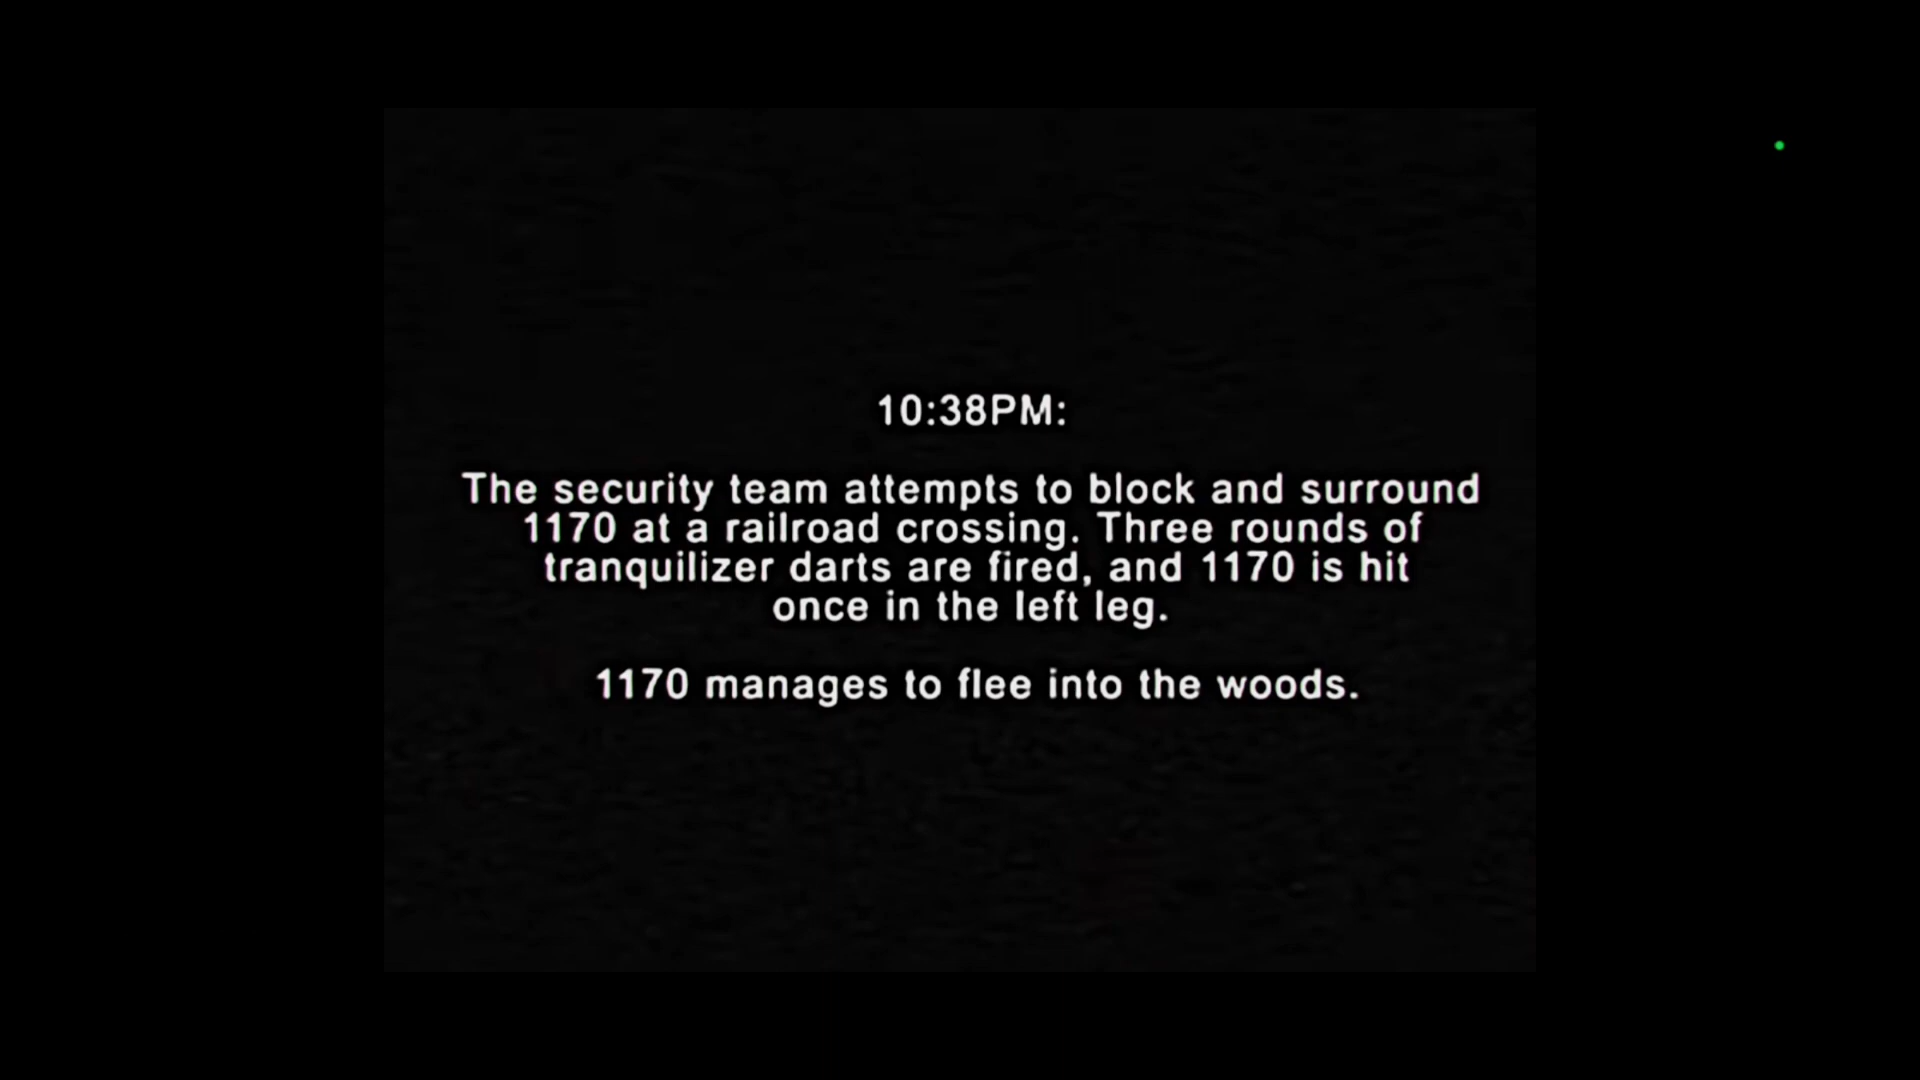 10:38PM:
The security team attempts to block and surround
1170 at a railroad crossing. Three rounds of
tranquilizer darts are fired, and 1170 is hit
once in the left leg.
1170 manages to flee into the woods.